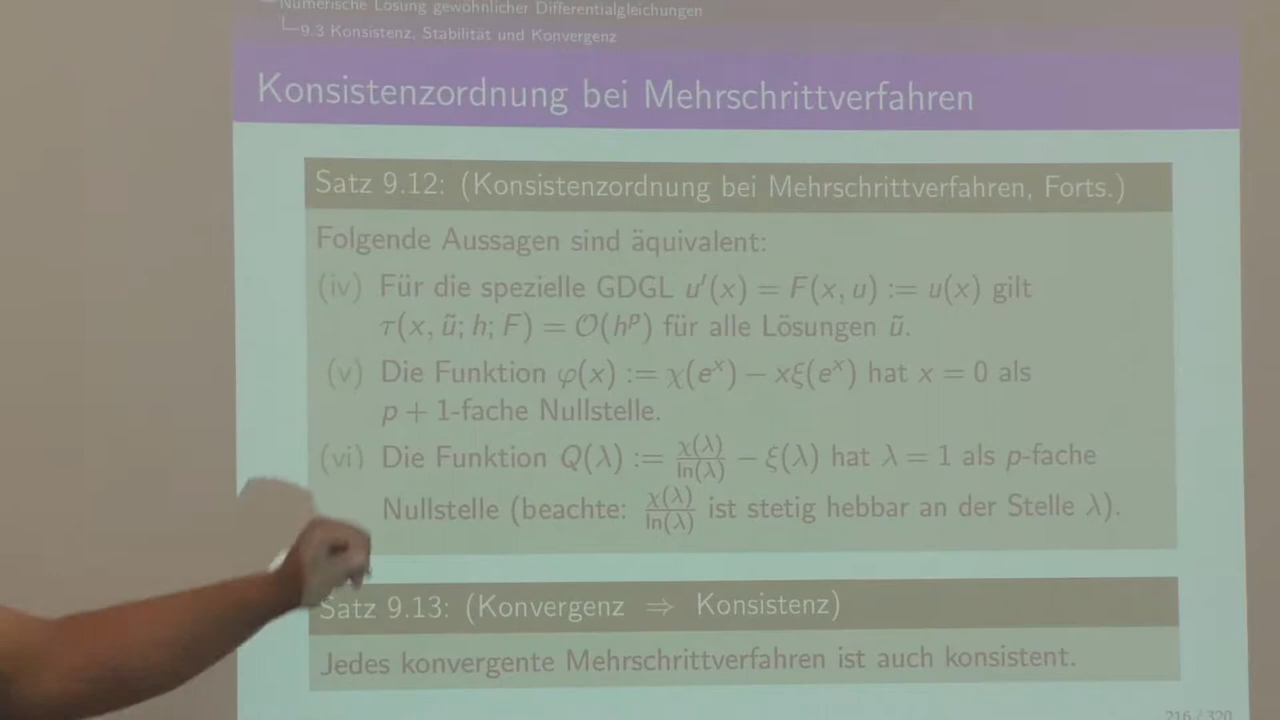 Numerische Lösung gewöhnlicher Differentialgleichungen
9.3 Konsistenz, Stabilität und Konvergenz
Konsistenzordnung bei Mehrschrittverfahren
Satz 9.12: (Konsistenzordnung bei Mehrschrittverfahren, Forts.)
Folgende Aussagen sind äquivalent:
(iv) Für die spezielle GDGL u′(x) = F(x, u) := u(x) gilt
τ(x, ũ; h; F) = 𝒪(hᵖ) für alle Lösungen ũ.
(v) Die Funktion φ(x) := χ(eˣ) − xξ(eˣ) hat x = 0 als
p + 1-fache Nullstelle.
(vi) Die Funktion Q(λ) := χ(λ)/ln(λ) − ξ(λ) hat λ = 1 als p-fache
Nullstelle (beachte: χ(λ)/ln(λ) ist stetig hebbar an der Stelle λ).
Satz 9.13: (Konvergenz ⇒ Konsistenz)
Jedes konvergente Mehrschrittverfahren ist auch konsistent.
216 / 320